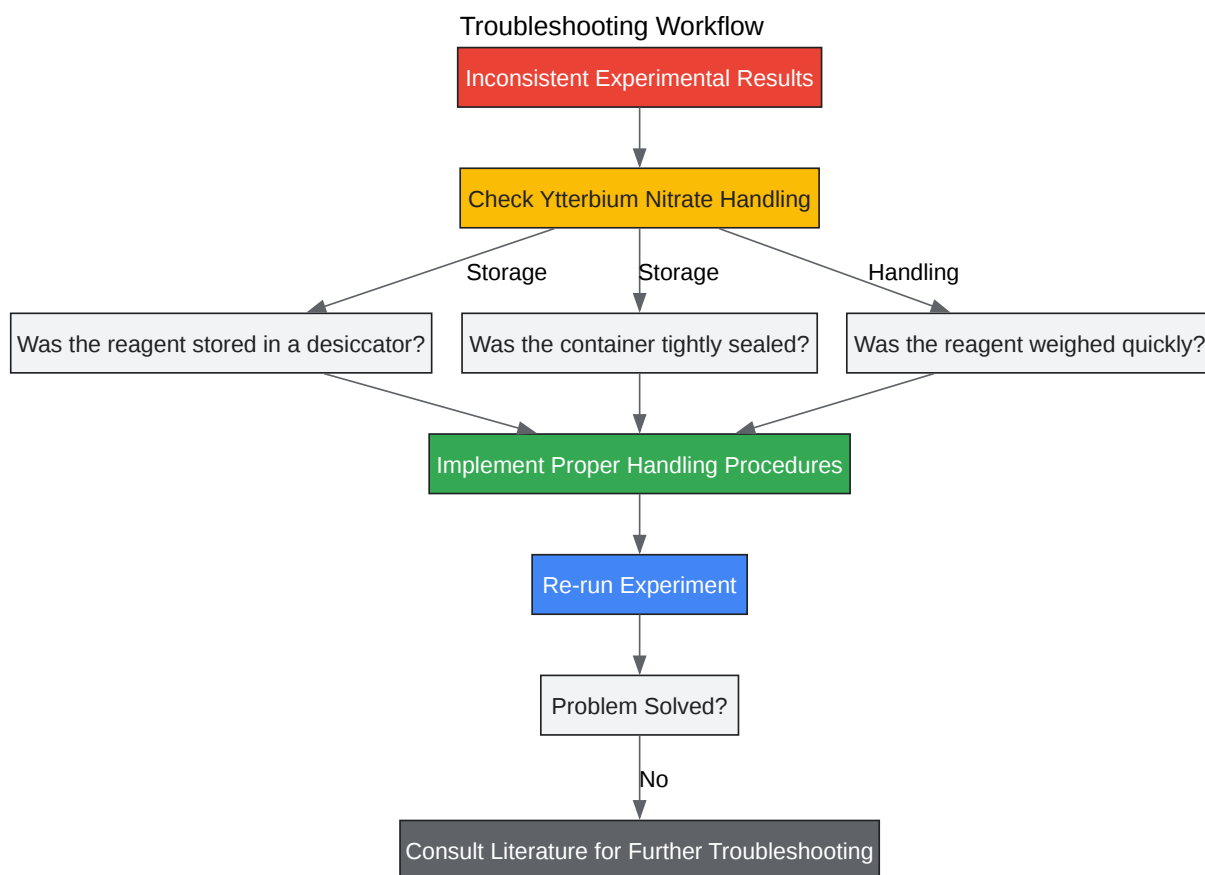 Troubleshooting Workflow
Inconsistent Experimental Results
Check Ytterbium Nitrate Handling
Storage
Storage
Handling
Was the reagent stored in a desiccator?
Was the container tightly sealed?
Was the reagent weighed quickly?
Implement Proper Handling Procedures
Re-run Experiment
Problem Solved?
No
Consult Literature for Further Troubleshooting